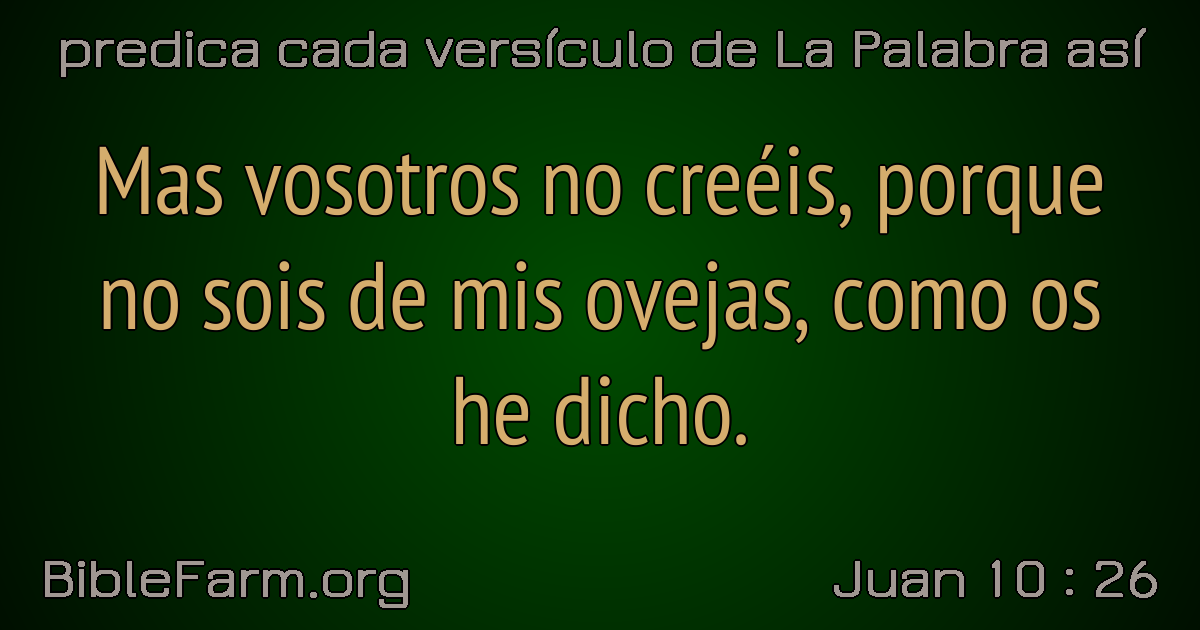 predica cada versículo de La Palabra así
Mas vosotros no creéis, porque
no sois de mis ovejas, como os
he dicho.
BibleFarm.org
Juan 10 : 26